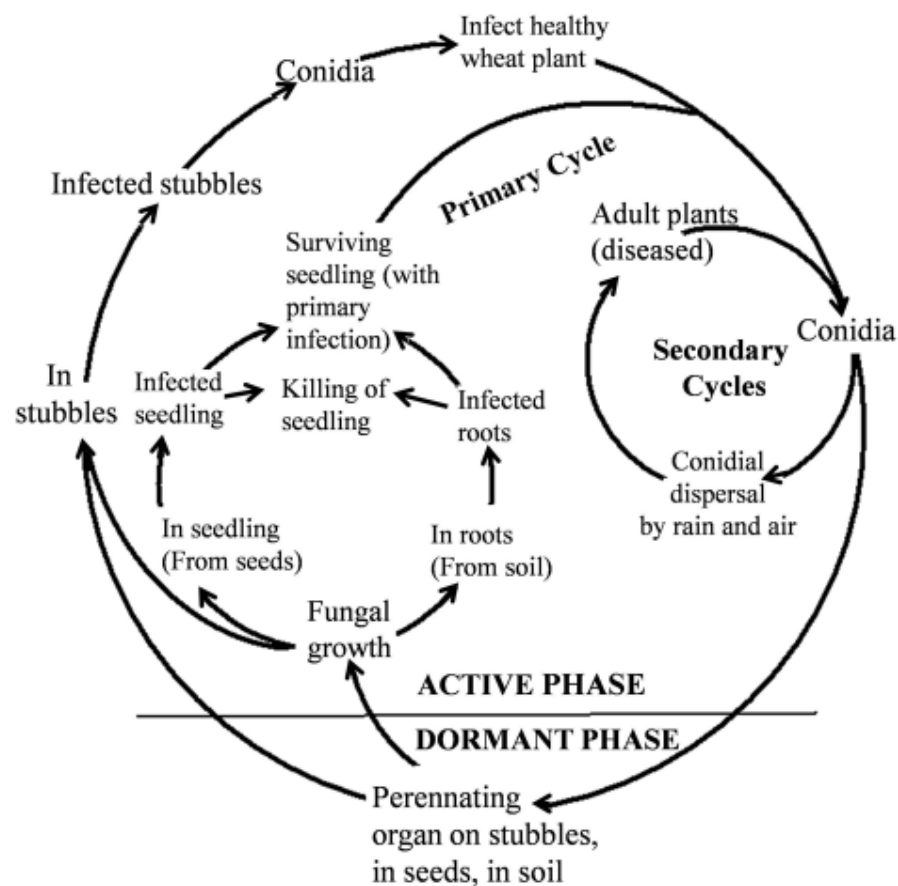 Infect healthy
wheat plant
Conidia
Infected stubbles
Primary Cycle
Surviving
seedling (with
primary
infection)
Adult plants
(diseased)
Conidia
Secondary
Cycles
In
stubbles
Infected
seedling
Killing of
seedling
Infected
roots
Conidial
dispersal
by rain and air
In seedling
(From seeds)
In roots
(From soil)
Fungal
growth
ACTIVE PHASE
DORMANT PHASE
Perennating
organ on stubbles,
in seeds, in soil